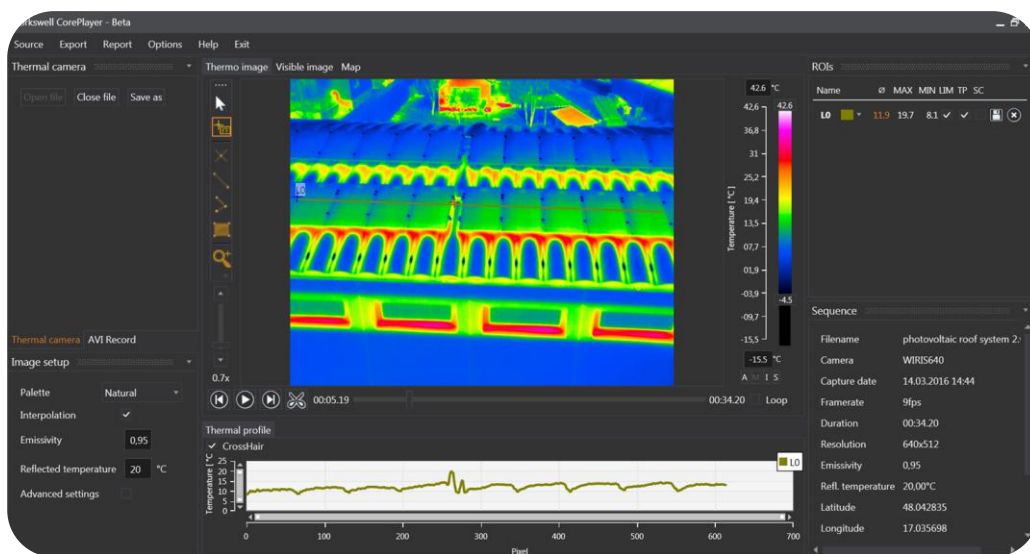 rkswell CorePlayer - Beta
Source Export Report Options Help Exit
Thermal camera
Open file Close file Save as
Thermal camera AVI Record
Image setup
Palette Natural
Interpolation
Emissivity 0,95
Reflected temperature 20 °C
Advanced settings
Thermo image Visible image Map
L0
0.7x
42.6 °C
42,6 42.6
36,8
31
25,2
19,4
13,7
07,9
01,9
-03,9
-4.5
-09,7
-15,5
Temperature [ °C ]
-15.5 °C
A M I S
00:05.19 00:34.20 Loop
Thermal profile
CrossHair
L0
Temperature [ °C ]
25
20
15
10
5
0
0 100 200 300 400 500 600 700
Pixel
ROIs
Name Ø MAX MIN LIM TP SC
L0 11.9 19.7 8.1
Sequence
Filename photovoltaic roof system 2.
Camera WIRIS640
Capture date 14.03.2016 14:44
Framerate 9fps
Duration 00:34.20
Resolution 640x512
Emissivity 0,95
Refl. temperature 20,00°C
Latitude 48.042835
Longitude 17.035698